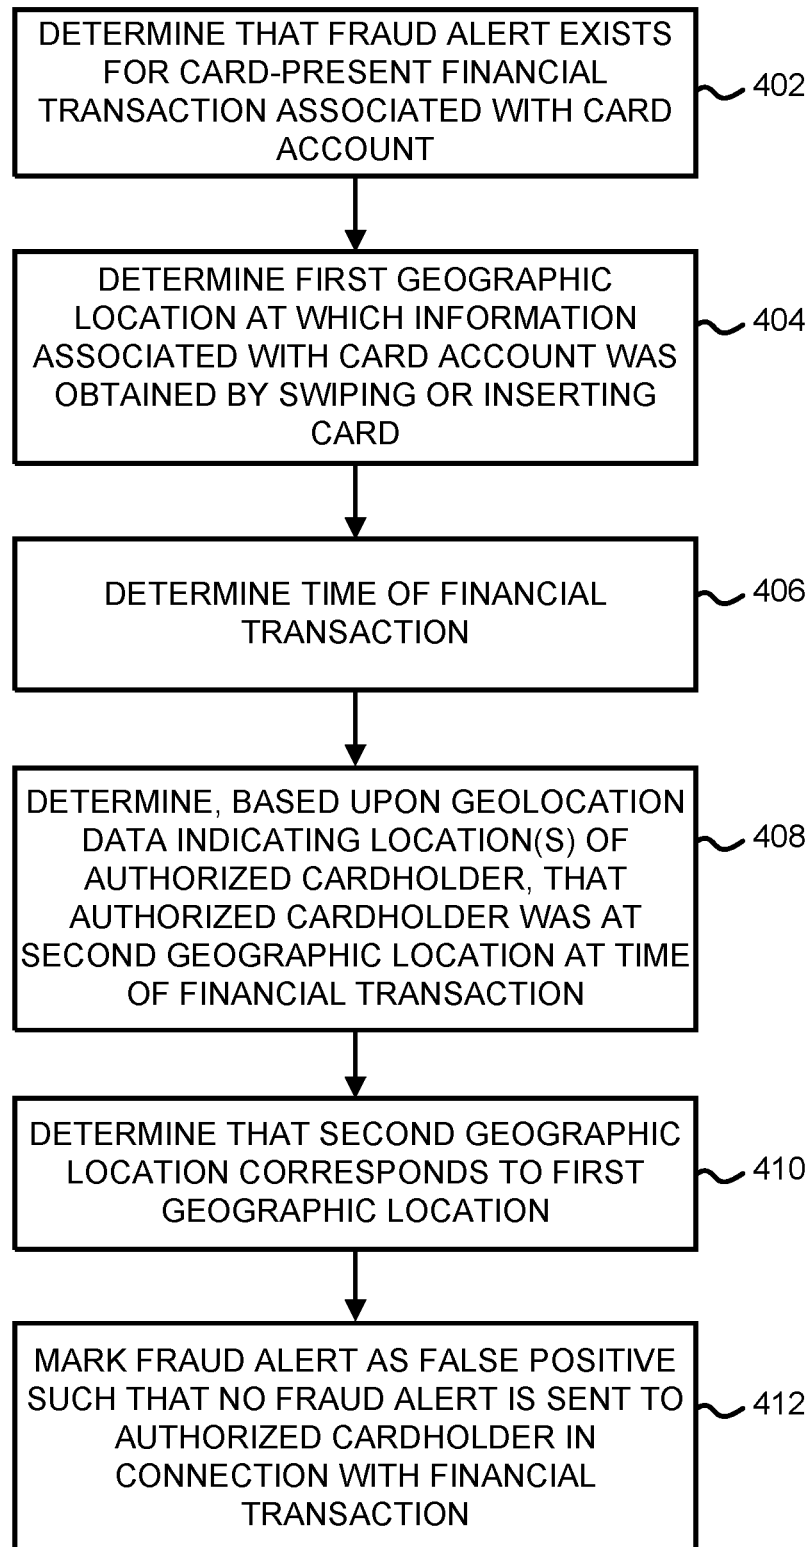 DETERMINE THAT FRAUD ALERT EXISTS
FOR CARD-PRESENT FINANCIAL
TRANSACTION ASSOCIATED WITH CARD
ACCOUNT
402
DETERMINE FIRST GEOGRAPHIC
LOCATION AT WHICH INFORMATION
ASSOCIATED WITH CARD ACCOUNT WAS
OBTAINED BY SWIPING OR INSERTING
CARD
404
DETERMINE TIME OF FINANCIAL
TRANSACTION
406
DETERMINE, BASED UPON GEOLOCATION
DATA INDICATING LOCATION(S) OF
AUTHORIZED CARDHOLDER, THAT
AUTHORIZED CARDHOLDER WAS AT
SECOND GEOGRAPHIC LOCATION AT TIME
OF FINANCIAL TRANSACTION
408
DETERMINE THAT SECOND GEOGRAPHIC
LOCATION CORRESPONDS TO FIRST
GEOGRAPHIC LOCATION
410
MARK FRAUD ALERT AS FALSE POSITIVE
SUCH THAT NO FRAUD ALERT IS SENT TO
AUTHORIZED CARDHOLDER IN
CONNECTION WITH FINANCIAL
TRANSACTION
412